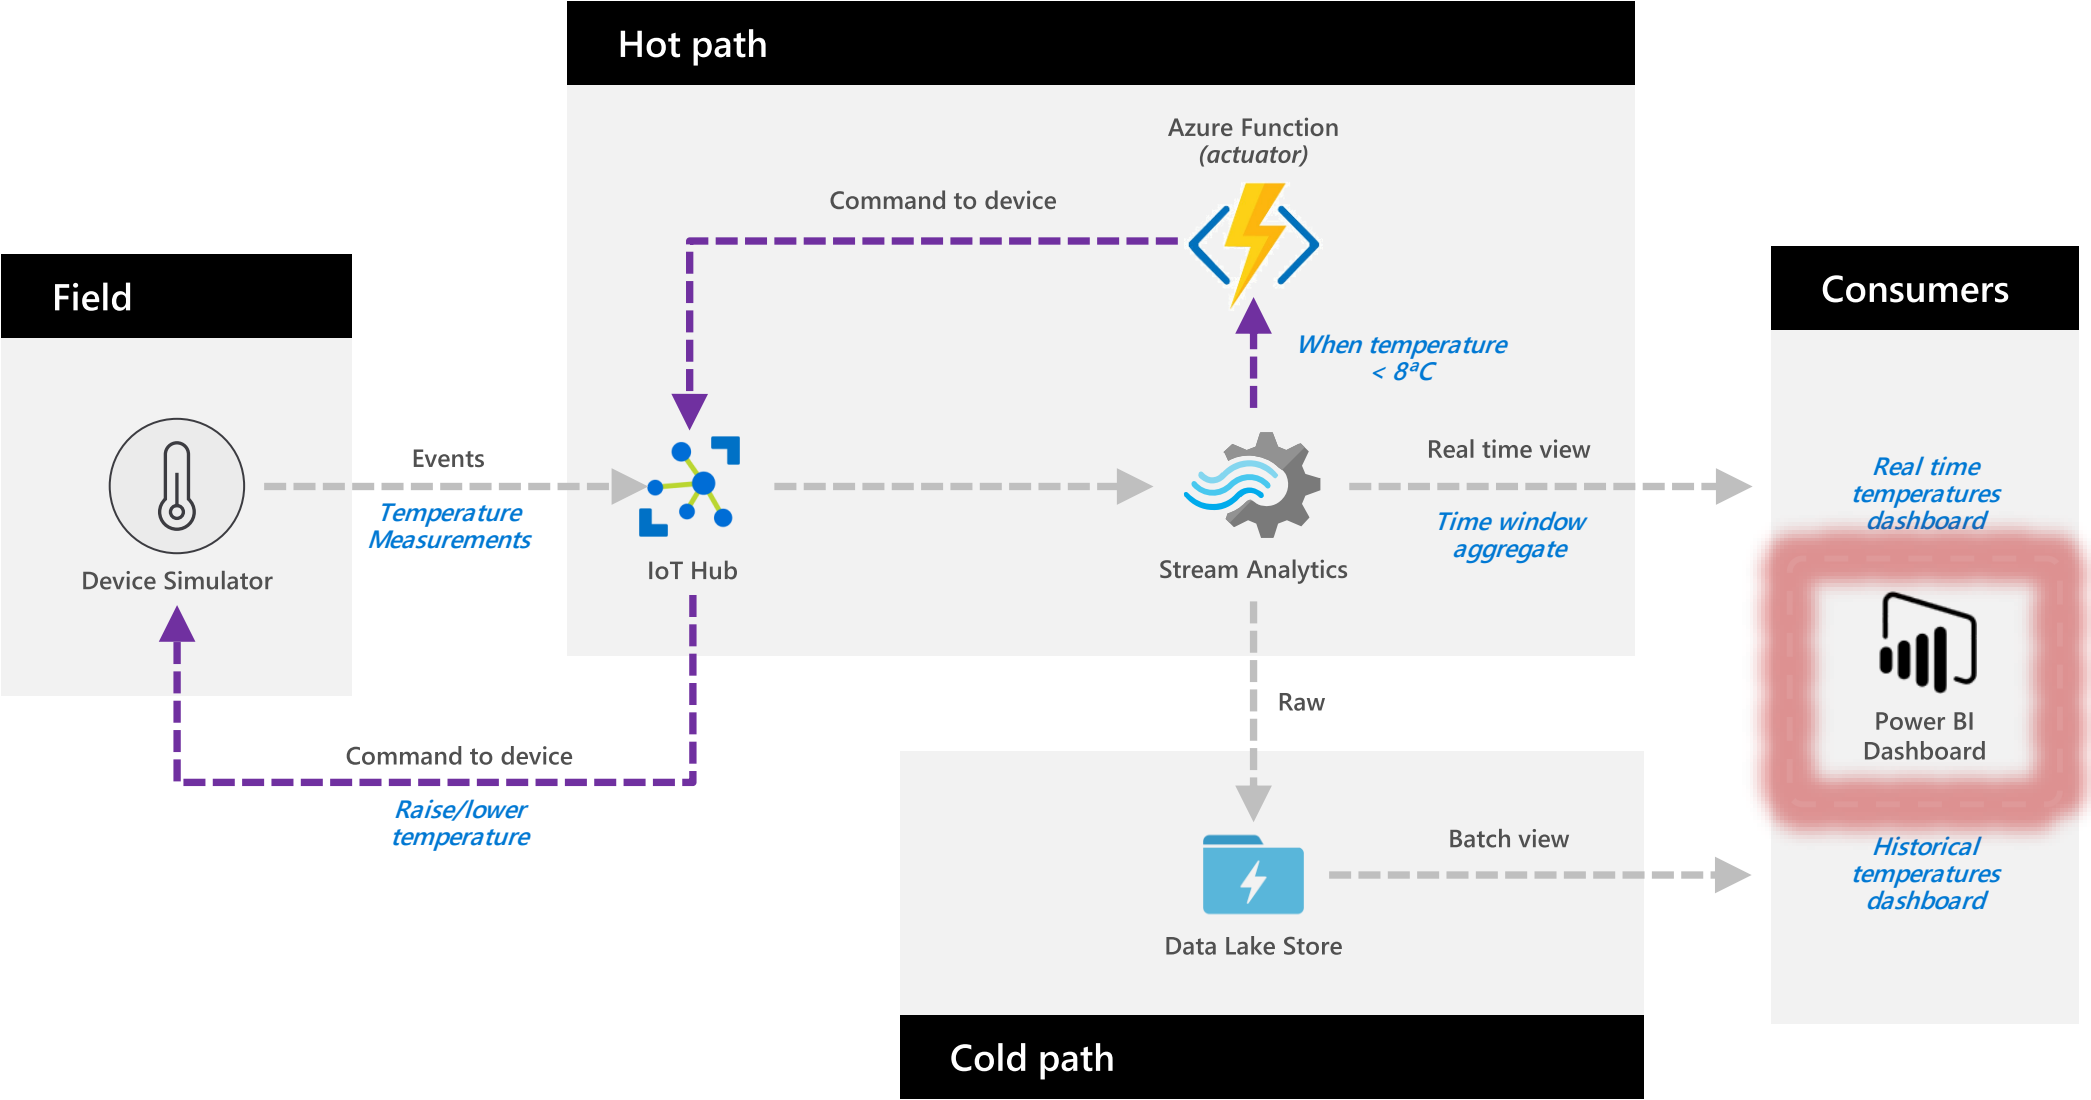 Hot path
Azure Function
(actuator)
Command to device
Field
Consumers
When temperature
< 8ªC
Events
Real time view
Real time
temperatures
dashboard
Temperature
Measurements
Time window
aggregate
Device Simulator
IoT Hub
Stream Analytics
Raw
Power BI
Dashboard
Command to device
Raise/lower
temperature
Batch view
Historical
temperatures
dashboard
Data Lake Store
Cold path